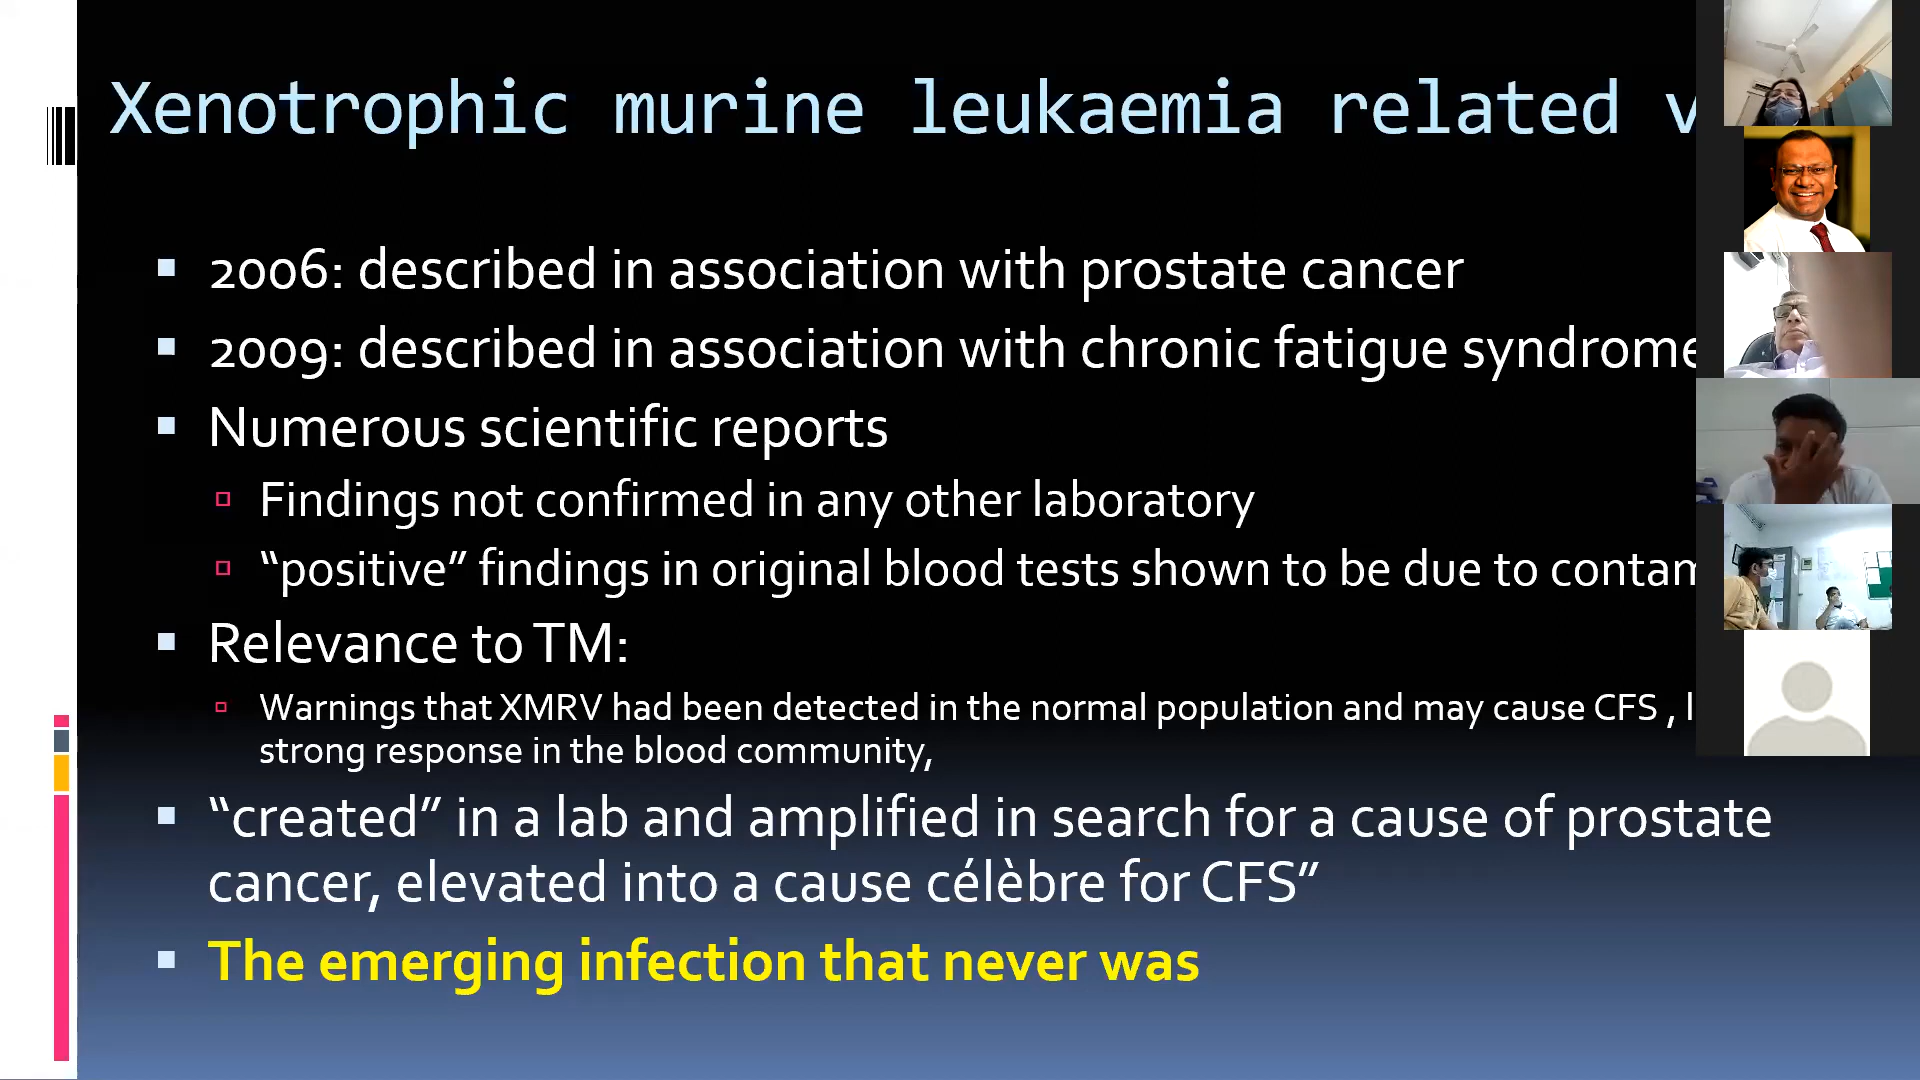 Xenotrophic murine leukaemia related v
2006: described in association with prostate cancer
2009: described in association with chronic fatigue syndrome
Numerous scientific reports
Findings not confirmed in any other laboratory
“positive” findings in original blood tests shown to be due to contam
Relevance to TM:
Warnings that XMRV had been detected in the normal population and may cause CFS , l
strong response in the blood community,
“created” in a lab and amplified in search for a cause of prostate
cancer, elevated into a cause célèbre for CFS”
The emerging infection that never was